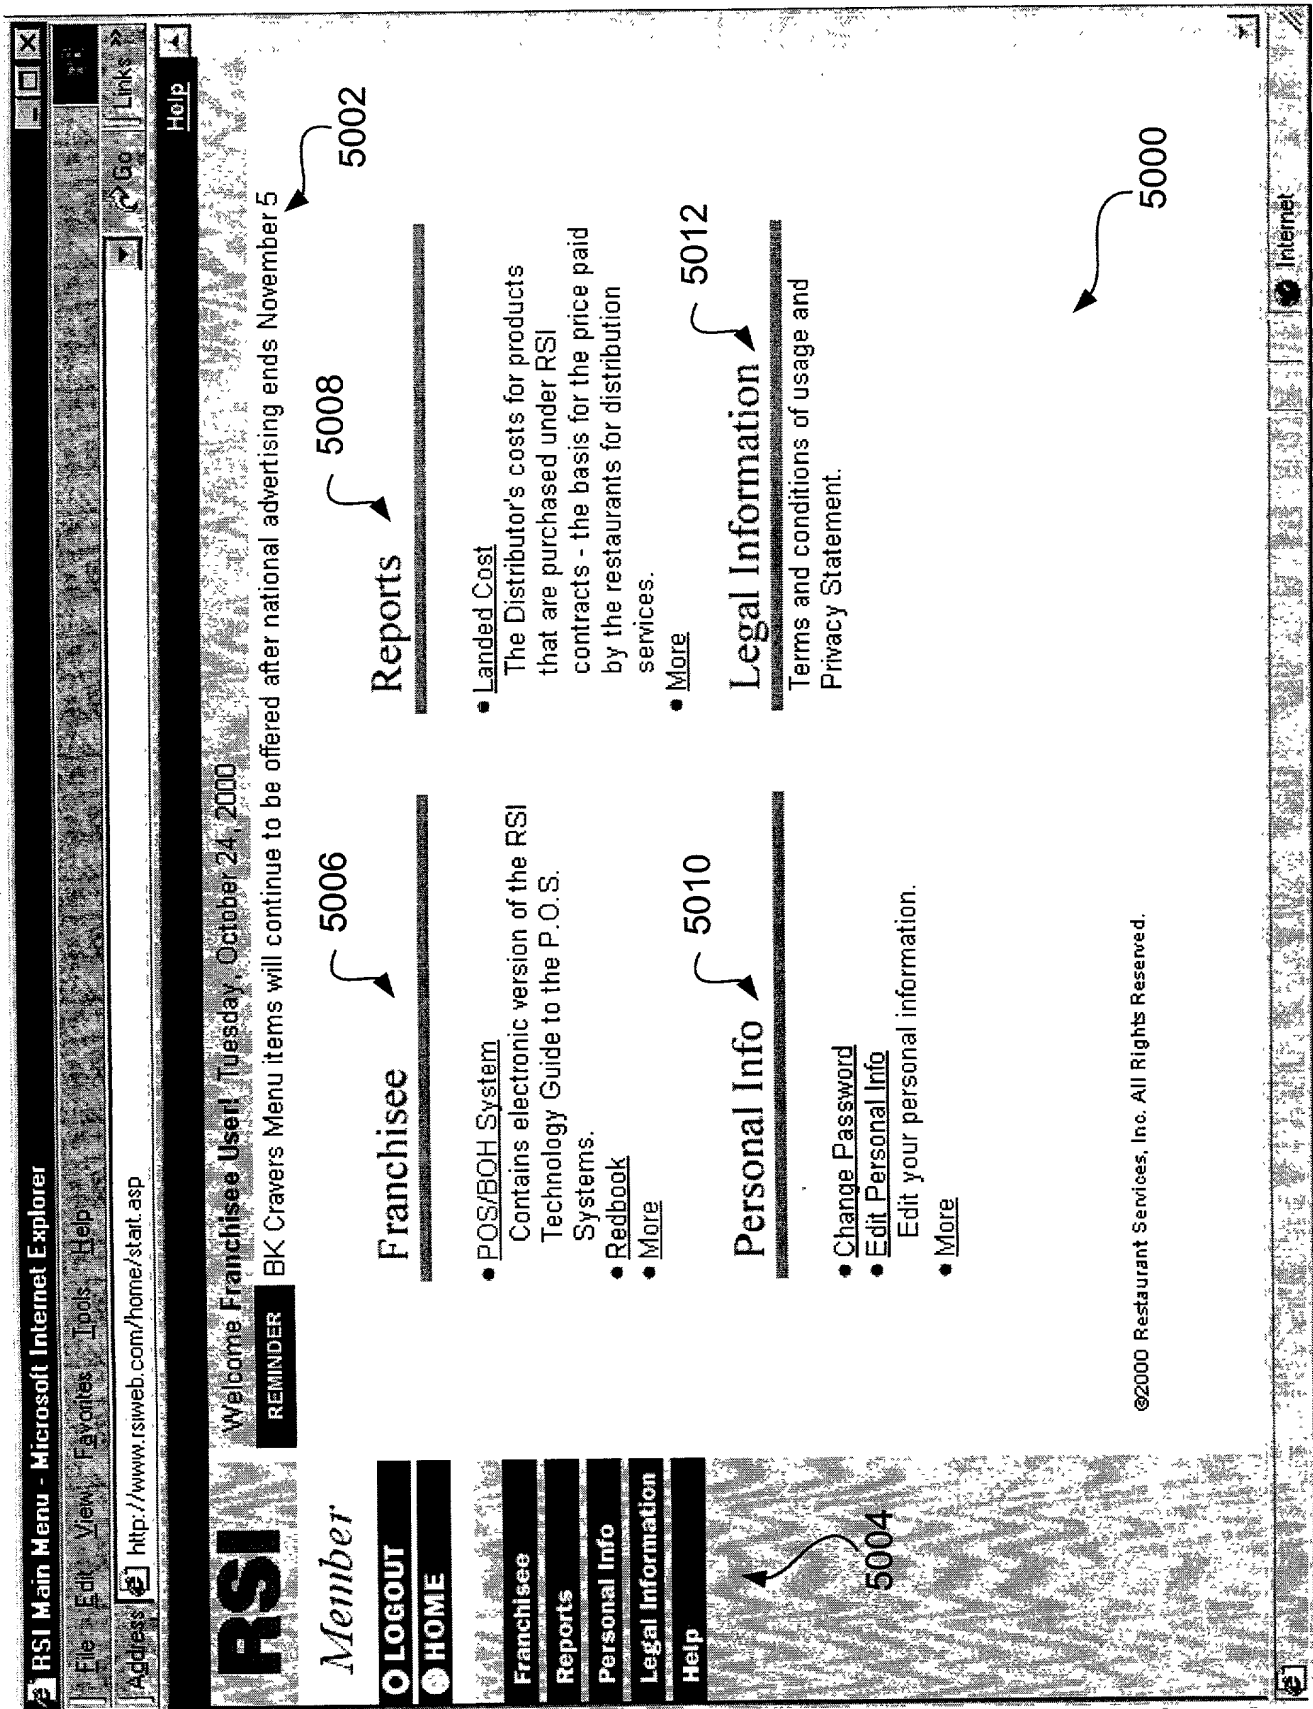 RSI Main Menu - Microsoft Internet Explorer
File Edit View Favorites Tools Help
Address http://www.rsiweb.com/home/start.asp Go Links »
Help
RSI
Welcome Franchisee User! Tuesday, October 24, 2000
REMINDER BK Cravers Menu items will continue to be offered after national advertising ends November 5
5002
Member
LOGOUT
HOME
Franchisee
Reports
Personal Info
Legal Information
Help
5004
Franchisee
5006
• POS/BOH System
Contains electronic version of the RSI
Technology Guide to the P.O.S.
Systems.
• Redbook
• More
Reports
5008
• Landed Cost
The Distributor's costs for products
that are purchased under RSI
contracts - the basis for the price paid
by the restaurants for distribution
services.
• More
Personal Info
5010
• Change Password
• Edit Personal Info
Edit your personal information.
• More
Legal Information
5012
Terms and conditions of usage and
Privacy Statement.
5000
©2000 Restaurant Services, Inc. All Rights Reserved.
Internet